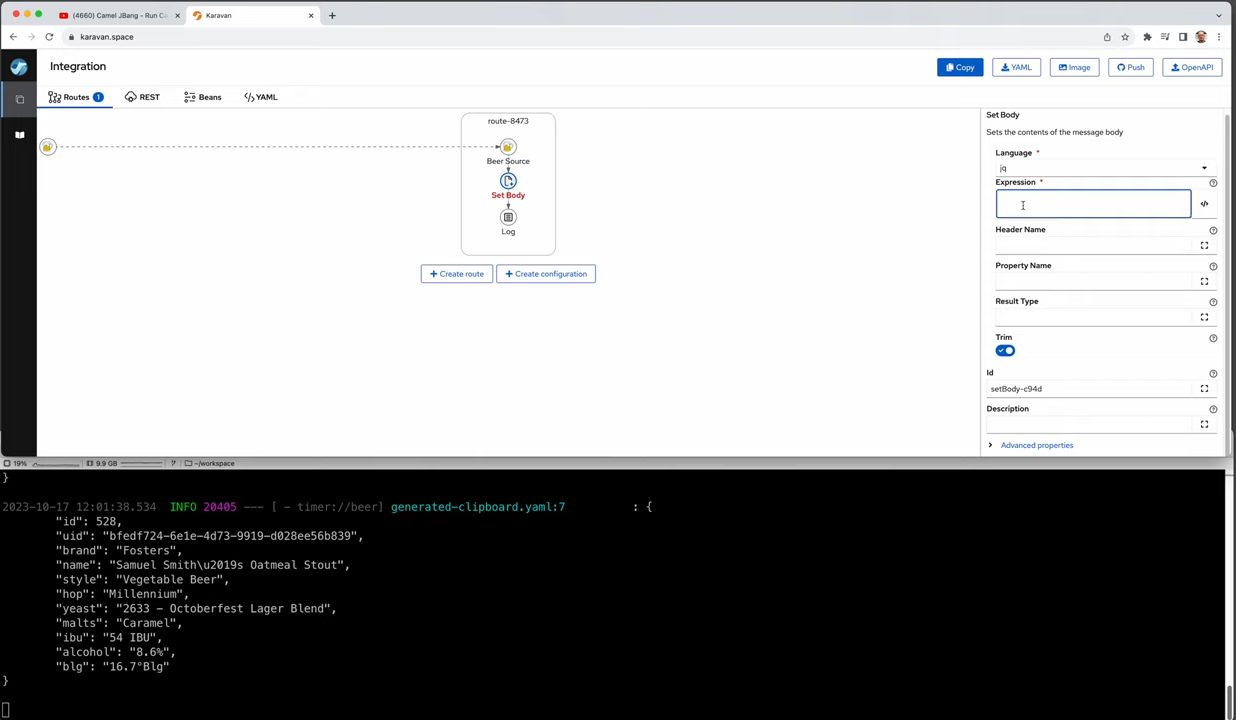 (4660) Camel JBang - Run Ca
Karavan
karavan.space
Integration
Copy
YAML
Image
Push
OpenAPI
Routes 1
REST
Beans
YAML
route-8473
Beer Source
Set Body
Log
Create route
Create configuration
Set Body
Sets the contents of the message body
Language *
jq
Expression *
Header Name
Property Name
Result Type
Trim
Id
setBody-c94d
Description
Advanced properties
19%
9.9 GB
~/workspace
}
2023-10-17 12:01:38.534 INFO 20405 --- [ - timer://beer] generated-clipboard.yaml:7 : {
"id": 528,
"uid": "bfedf724-6e1e-4d73-9919-d028ee56b839",
"brand": "Fosters",
"name": "Samuel Smith\u2019s Oatmeal Stout",
"style": "Vegetable Beer",
"hop": "Millennium",
"yeast": "2633 - Octoberfest Lager Blend",
"malts": "Caramel",
"ibu": "54 IBU",
"alcohol": "8.6%",
"blg": "16.7°Blg"
}